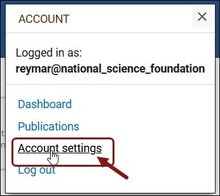 ACCOUNT
Logged in as:
reymar@national_science_foundation
Dashboard
Publications
Account settings
Log out